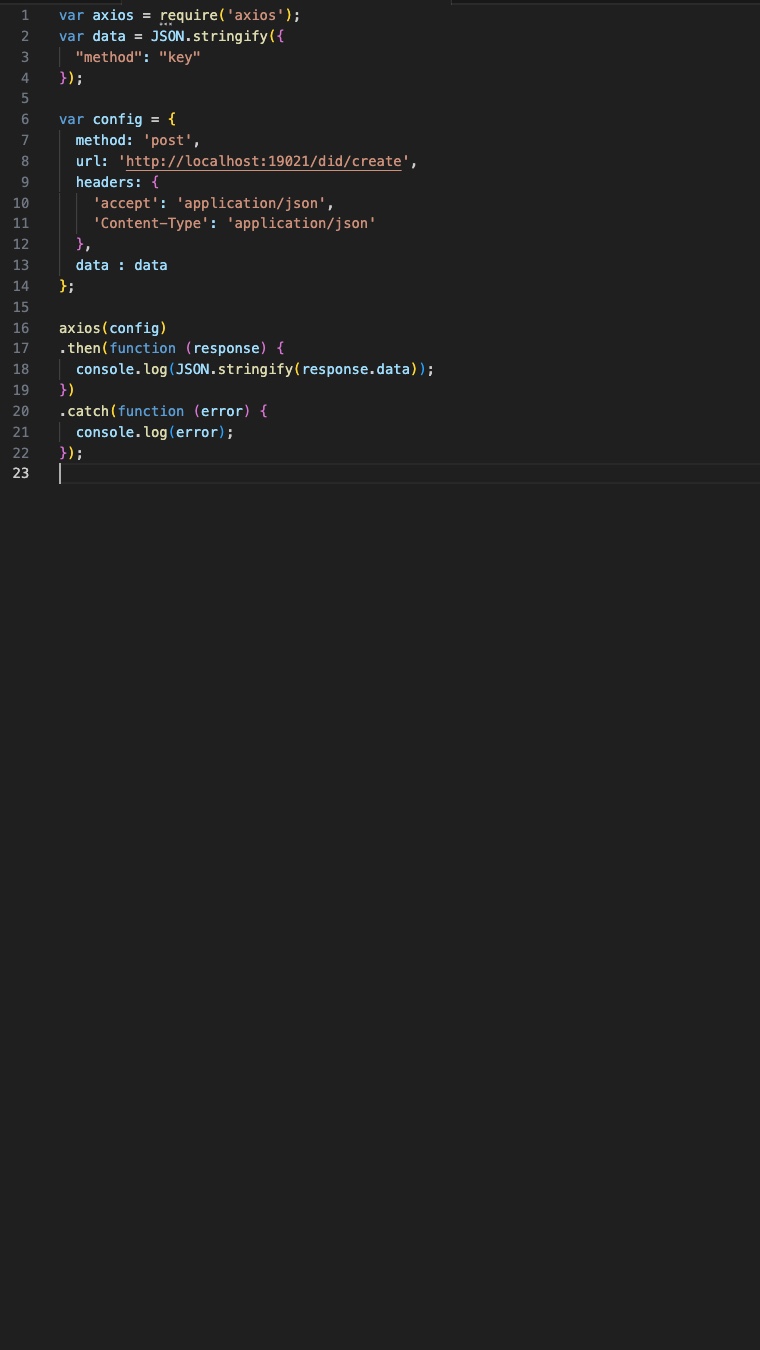 1 var axios = require('axios');
2 var data = JSON.stringify({
3 "method": "key"
4 });
5
6 var config = {
7 method: 'post',
8 url: 'http://localhost:19021/did/create',
9 headers: {
10 'accept': 'application/json',
11 'Content-Type': 'application/json'
12 },
13 data : data
14 };
15
16 axios(config)
17 .then(function (response) {
18 console.log(JSON.stringify(response.data));
19 })
20 .catch(function (error) {
21 console.log(error);
22 });
23